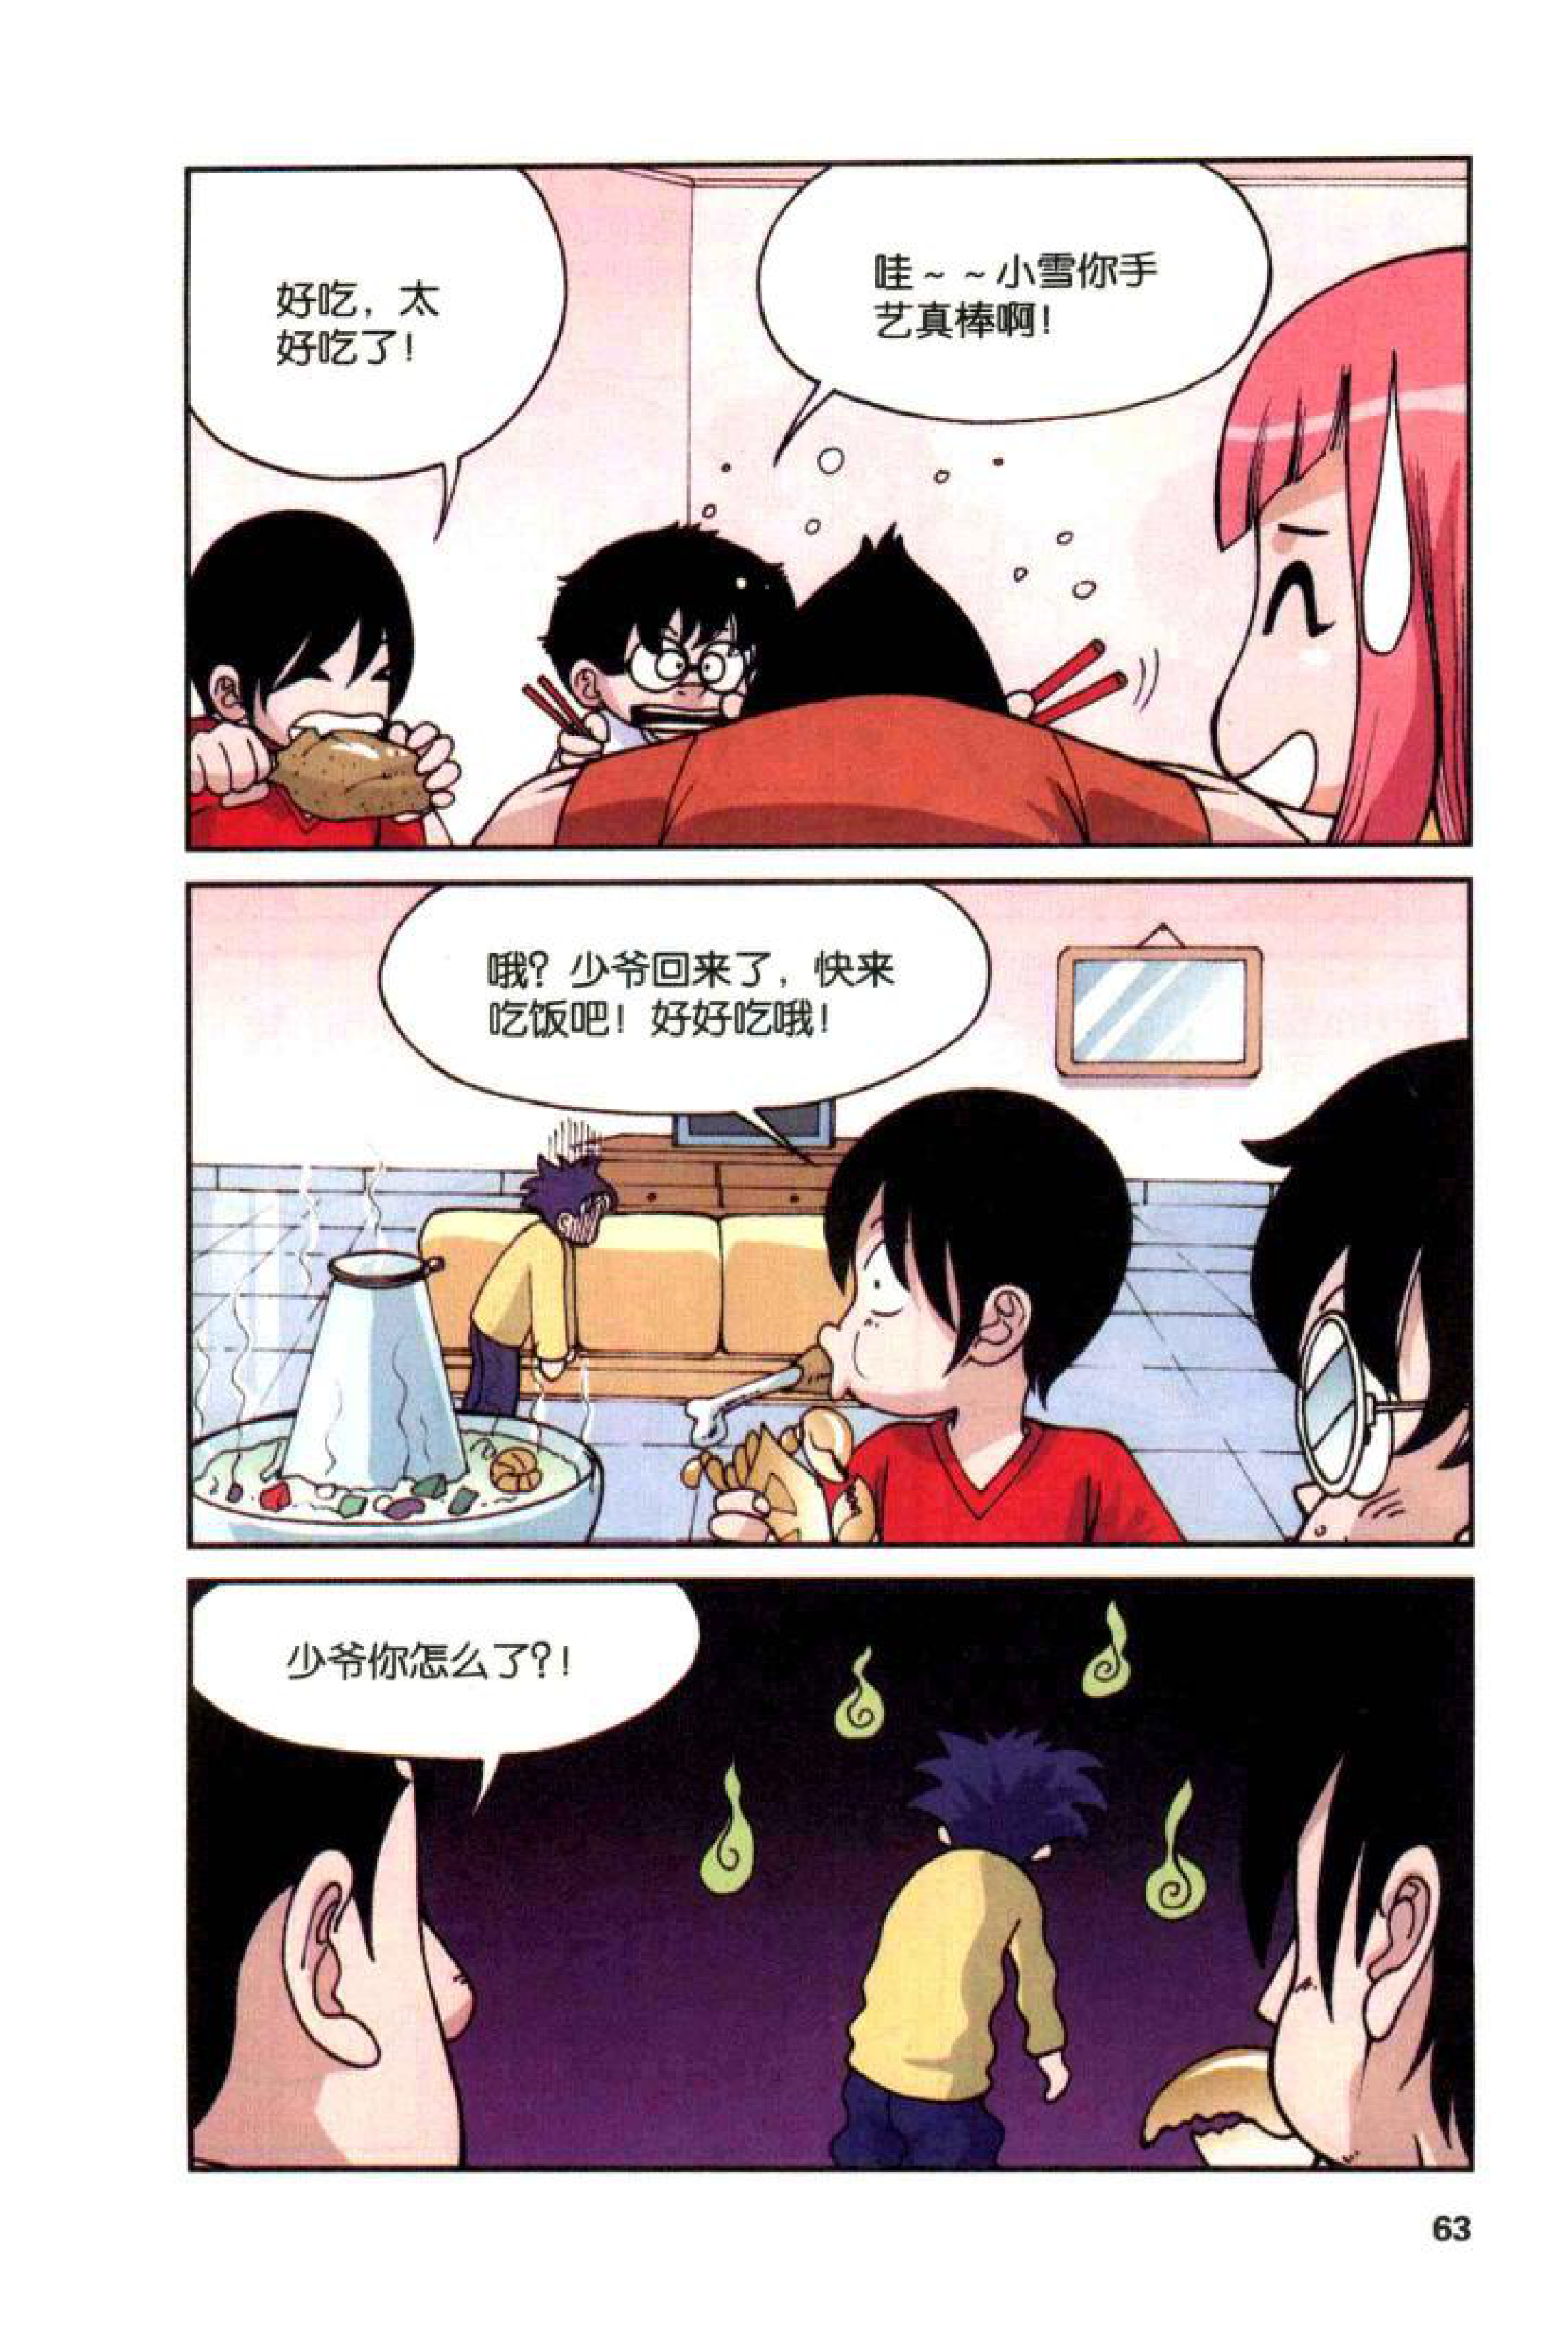 好吃，太
好吃了！
哇～～小雪你手
艺真棒啊！
哦？少爷回来了，快来
吃饭吧！好好吃哦！
少爷你怎么了？！
63